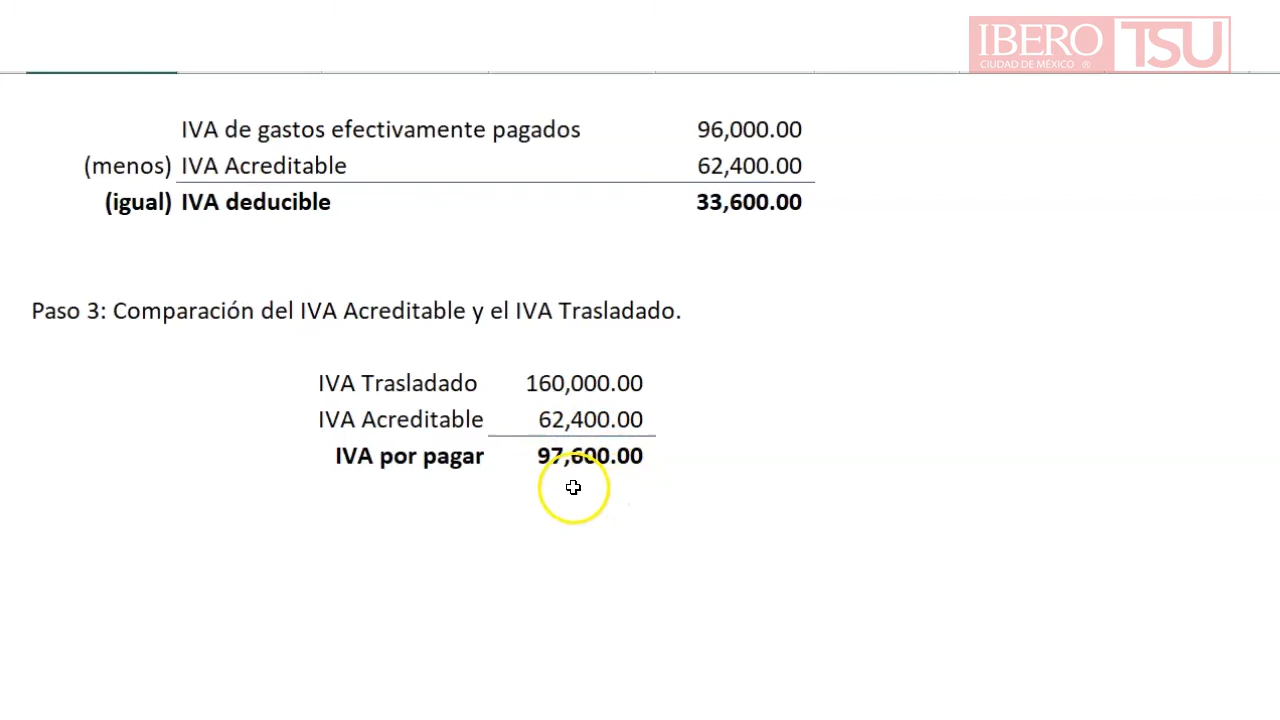 IBERO TSU
CIUDAD DE MÉXICO ®
IVA de gastos efectivamente pagados 96,000.00
(menos) IVA Acreditable 62,400.00
(igual) IVA deducible 33,600.00
Paso 3: Comparación del IVA Acreditable y el IVA Trasladado.
IVA Trasladado 160,000.00
IVA Acreditable 62,400.00
IVA por pagar 97,600.00